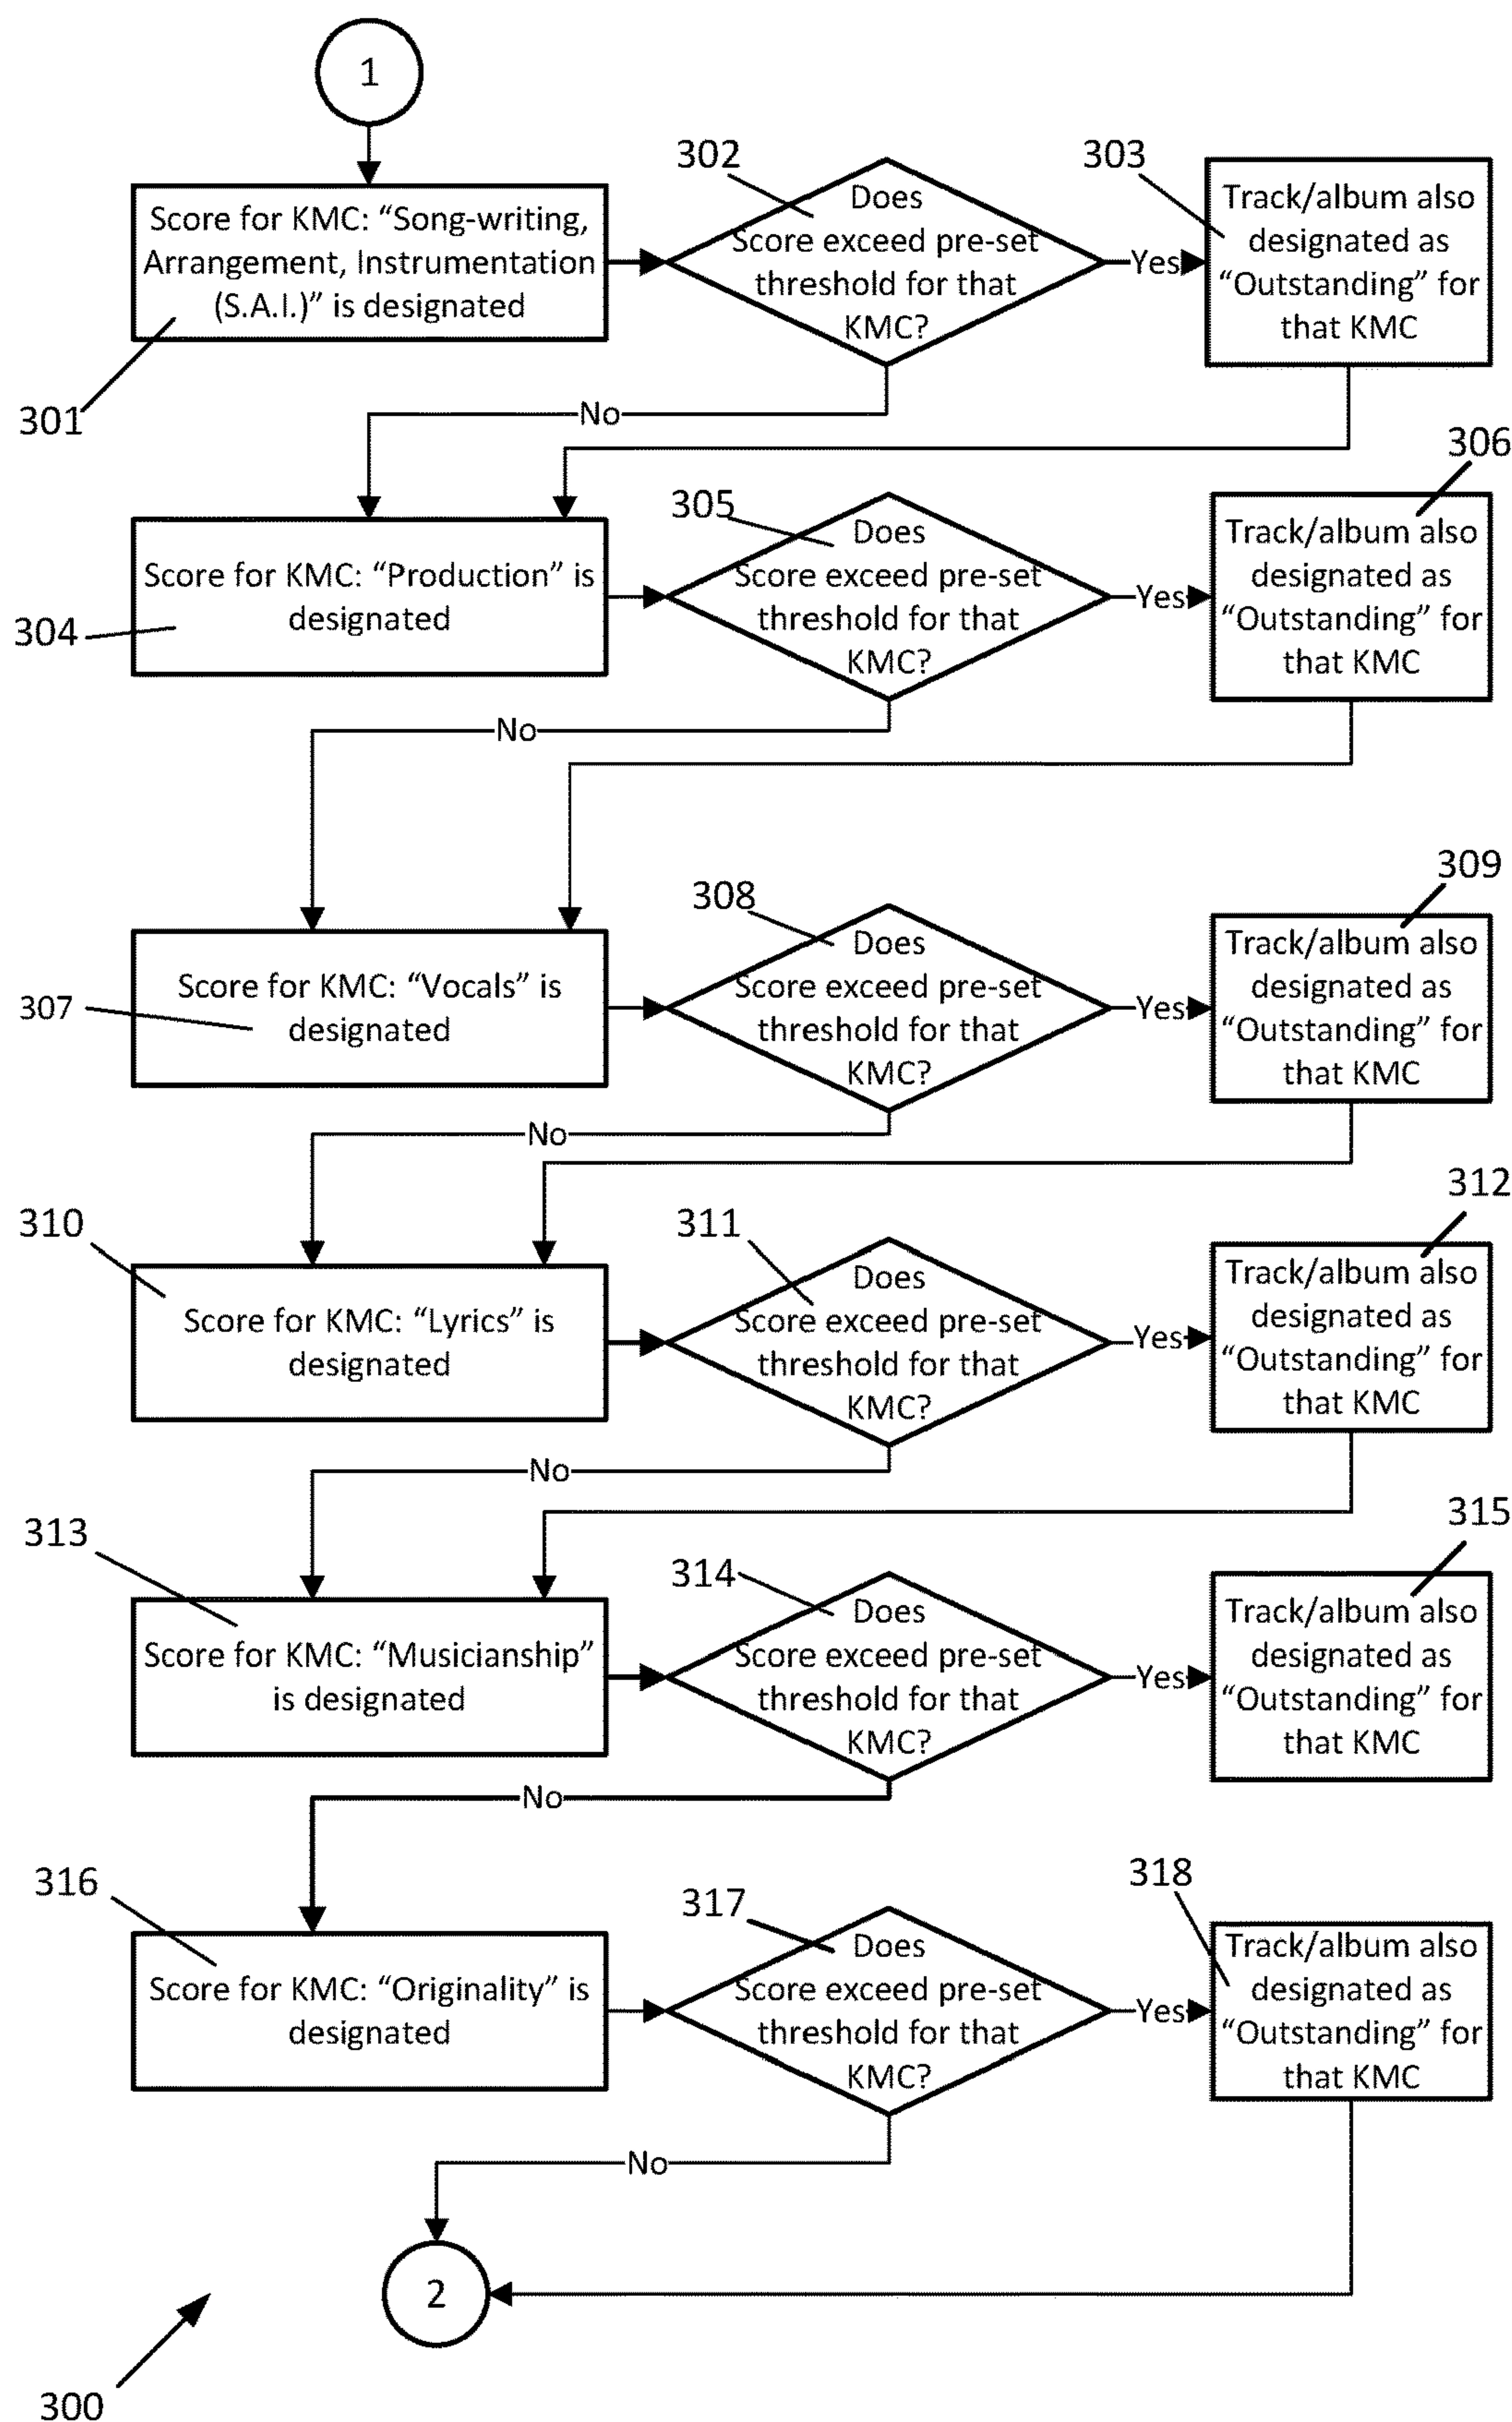 1
302
303
Score for KMC: “Song-writing,
Arrangement, Instrumentation
(S.A.I.)” is designated
Does
Score exceed pre-set
threshold for that
KMC?
Yes
Track/album also
designated as
“Outstanding” for
that KMC
301
No
306
305
Score for KMC: “Production” is
designated
Does
Score exceed pre-set
threshold for that
KMC?
Yes
Track/album also
designated as
“Outstanding” for
that KMC
304
No
309
308
Score for KMC: “Vocals” is
designated
Does
Score exceed pre-set
threshold for that
KMC?
Yes
Track/album also
designated as
“Outstanding” for
that KMC
307
No
312
310
311
Score for KMC: “Lyrics” is
designated
Does
Score exceed pre-set
threshold for that
KMC?
Yes
Track/album also
designated as
“Outstanding” for
that KMC
No
315
313
314
Score for KMC: “Musicianship”
is designated
Does
Score exceed pre-set
threshold for that
KMC?
Yes
Track/album also
designated as
“Outstanding” for
that KMC
No
318
316
317
Score for KMC: “Originality” is
designated
Does
Score exceed pre-set
threshold for that
KMC?
Yes
Track/album also
designated as
“Outstanding” for
that KMC
No
2
300